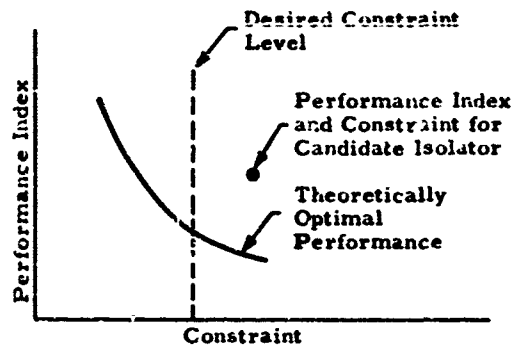 Desired Constraint
Level
Performance Index
and Constraint for
Candidate Isolator
Theoretically
Optimal
Performance
Performance Index
Constraint